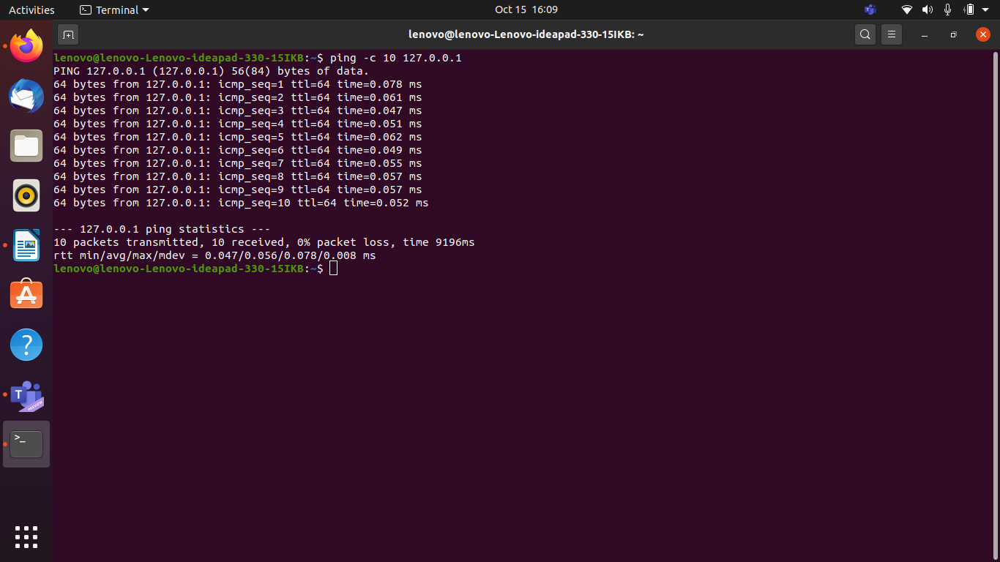 Activities
Terminal
Oct 15 16:09
lenovo@lenovo-Lenovo-ideapad-330-15IKB: ~
lenovo@lenovo-Lenovo-ideapad-330-15IKB:~$ ping -c 10 127.0.0.1
PING 127.0.0.1 (127.0.0.1) 56(84) bytes of data.
64 bytes from 127.0.0.1: icmp_seq=1 ttl=64 time=0.078 ms
64 bytes from 127.0.0.1: icmp_seq=2 ttl=64 time=0.061 ms
64 bytes from 127.0.0.1: icmp_seq=3 ttl=64 time=0.047 ms
64 bytes from 127.0.0.1: icmp_seq=4 ttl=64 time=0.051 ms
64 bytes from 127.0.0.1: icmp_seq=5 ttl=64 time=0.062 ms
64 bytes from 127.0.0.1: icmp_seq=6 ttl=64 time=0.049 ms
64 bytes from 127.0.0.1: icmp_seq=7 ttl=64 time=0.055 ms
64 bytes from 127.0.0.1: icmp_seq=8 ttl=64 time=0.057 ms
64 bytes from 127.0.0.1: icmp_seq=9 ttl=64 time=0.057 ms
64 bytes from 127.0.0.1: icmp_seq=10 ttl=64 time=0.052 ms
--- 127.0.0.1 ping statistics ---
10 packets transmitted, 10 received, 0% packet loss, time 9196ms
rtt min/avg/max/mdev = 0.047/0.056/0.078/0.008 ms
lenovo@lenovo-Lenovo-ideapad-330-15IKB:~$
?
T
PREVIEW
>_